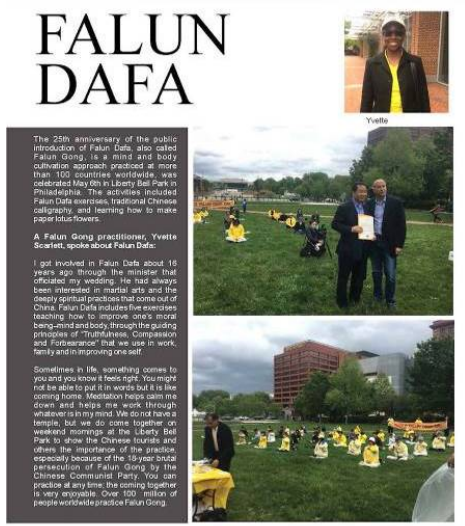 FALUN
DAFA
Yvette
The 25th anniversary of the public
introduction of Falun Dafa, also called
Falun Gong, is a mind and body
cultivation approach practiced at more
than 100 countries worldwide, was
celebrated May 6th in Liberty Bell Park in
Philadelphia. The activities included
Falun Dafa exercises, traditional Chinese
calligraphy, and learning how to make
paper lotus flowers.
A Falun Gong practitioner, Yvette
Scarlett, spoke about Falun Dafa:
I got involved in Falun Dafa about 16
years ago through the minister that
officiated my wedding. He had always
been interested in martial arts and the
deeply spiritual practices that come out of
China. Falun Dafa includes five exercises
teaching how to improve one's moral
being-mind and body, through the guiding
principles of "Truthfulness, Compassion
and Forbearance" that we use in work,
family and in improving one self.
Sometimes in life, something comes to
you and you know it feels right. You might
not be able to put it in words but it is like
coming home. Meditation helps calm me
down and helps me work through
whatever is in my mind. We do not have a
temple, but we do come together on
weekend mornings at the Liberty Bell
Park to show the Chinese tourists and
others the importance of the practice,
especially because of the 18-year brutal
persecution of Falun Gong by the
Chinese Communist Party. You can
practice at any time; the coming together
is very enjoyable. Over 100 million of
people worldwide practice Falun Gong.